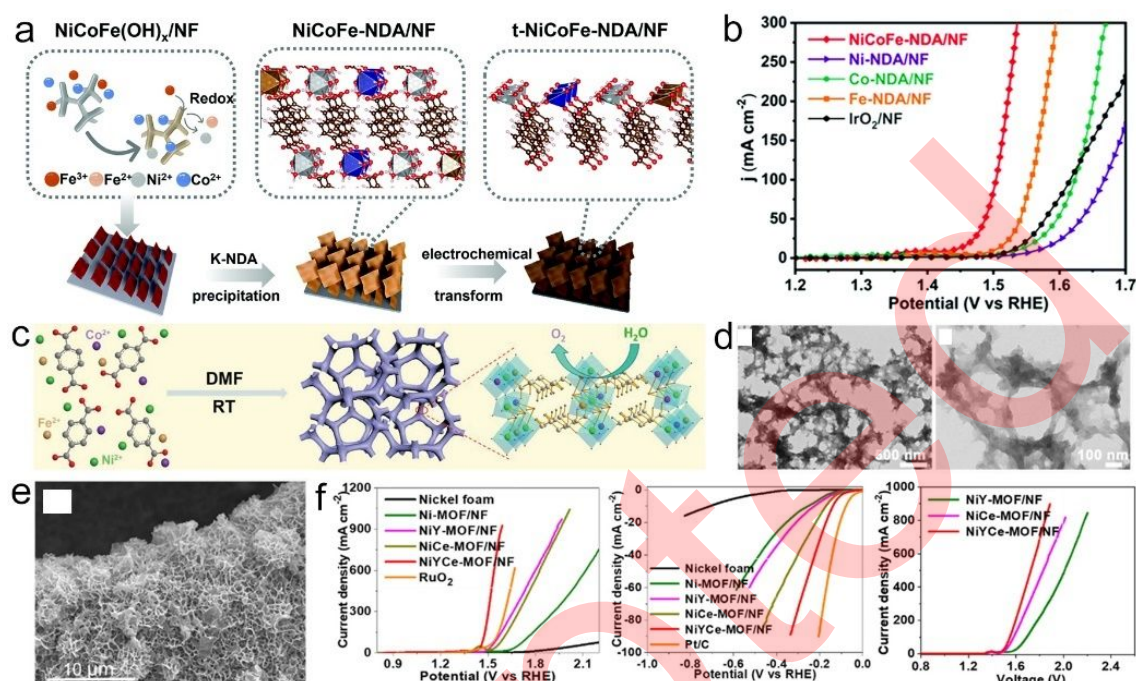 a
NiCoFe(OH)x/NF
NiCoFe-NDA/NF
t-NiCoFe-NDA/NF
Redox
Fe³⁺ Fe²⁺ Ni²⁺ Co²⁺
K-NDA
precipitation
electrochemical
transform
b
j (mA cm⁻²)
300
250
200
150
100
50
0
NiCoFe-NDA/NF
Ni-NDA/NF
Co-NDA/NF
Fe-NDA/NF
IrO₂/NF
1.2 1.3 1.4 1.5 1.6 1.7
Potential (V vs RHE)
c
Co²⁺
Fe²⁺
Ni²⁺
DMF
RT
O₂
H₂O
d
500 nm
100 nm
e
10 µm
f
Current density (mA cm⁻²)
1200
900
600
300
0
Nickel foam
Ni-MOF/NF
NiY-MOF/NF
NiCe-MOF/NF
NiYCe-MOF/NF
RuO₂
0.9 1.2 1.5 1.8 2.1
Potential (V vs RHE)
Current density (mA cm⁻²)
0
-20
-40
-60
-80
-100
Nickel foam
Ni-MOF/NF
NiY-MOF/NF
NiCe-MOF/NF
NiYCe-MOF/NF
Pt/C
-1.0 -0.8 -0.6 -0.4 -0.2 0.0
Potential (V vs RHE)
Current density (mA cm⁻²)
1000
800
600
400
200
0
NiY-MOF/NF
NiCe-MOF/NF
NiYCe-MOF/NF
0.8 1.2 1.6 2.0 2.4
Voltage (V)